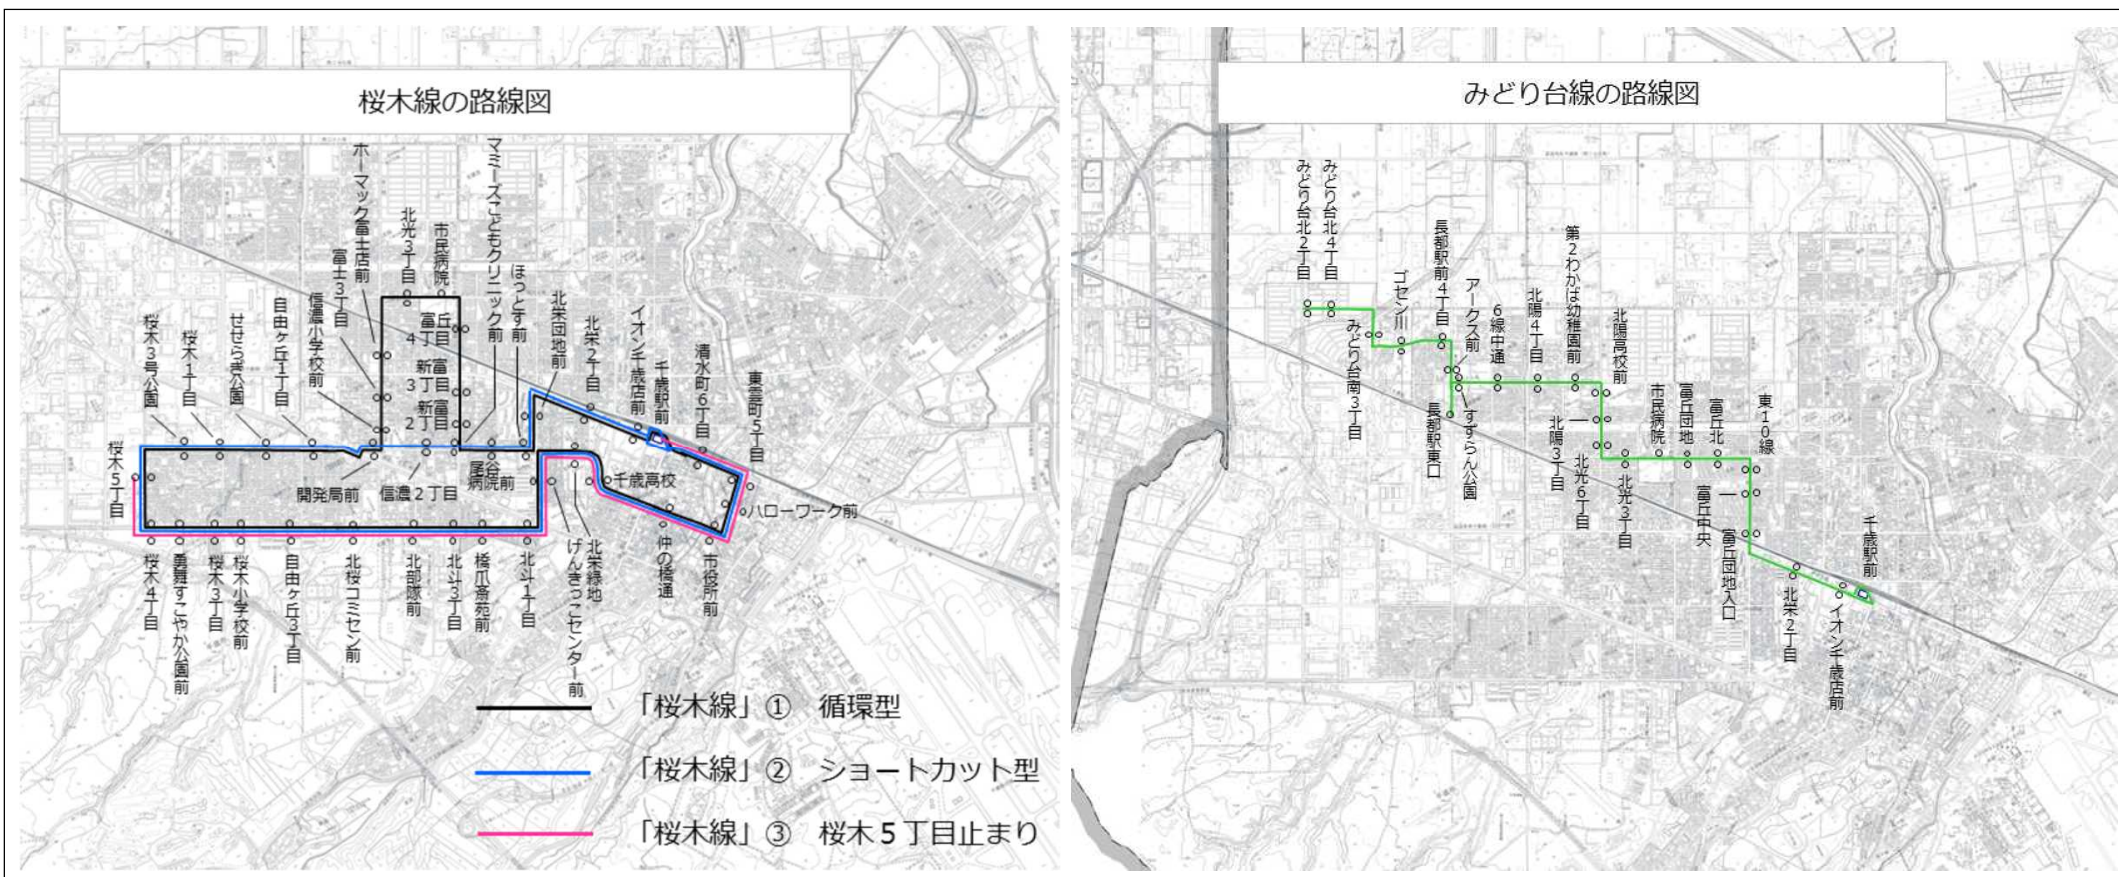 桜木線の路線図
ホーマック富士店前
富士3丁目
信濃小学校前
北光3丁目
市民病院
マミーズこどもクリニック前
ほっとす前
北栄団地前
北栄2丁目
イオン千歳店前
千歳駅前
清水町6丁目
東雲町5丁目
桜木3号公園
桜木1丁目
せせらぎ公園
自由ヶ丘1丁目
富丘4丁目
新富3丁目
新富2丁目
桜木5丁目
開発局前
信濃2丁目
尾谷病院前
千歳高校
ハローワーク前
桜木4丁目
勇舞すこやか公園前
桜木3丁目
桜木小学校前
自由ヶ丘3丁目
北桜コミセン前
北部隊前
北斗3丁目
橋爪斎苑前
北斗1丁目
げんきっこセンター前
北栄緑地
仲の橋通
市役所前
「桜木線」① 循環型
「桜木線」② ショートカット型
「桜木線」③ 桜木5丁目止まり
みどり台線の路線図
みどり台北2丁目
みどり台北4丁目
みどり台南3丁目
ゴセン川
長都駅前4丁目
アークス前
6線中通
北陽4丁目
第2わかば幼稚園前
北陽高校前
長都駅東口
すずらん公園
北陽3丁目
北光6丁目
北光3丁目
市民病院
富丘団地
富丘北
東10線
富丘中央
富丘団地入口
北栄2丁目
イオン千歳店前
千歳駅前